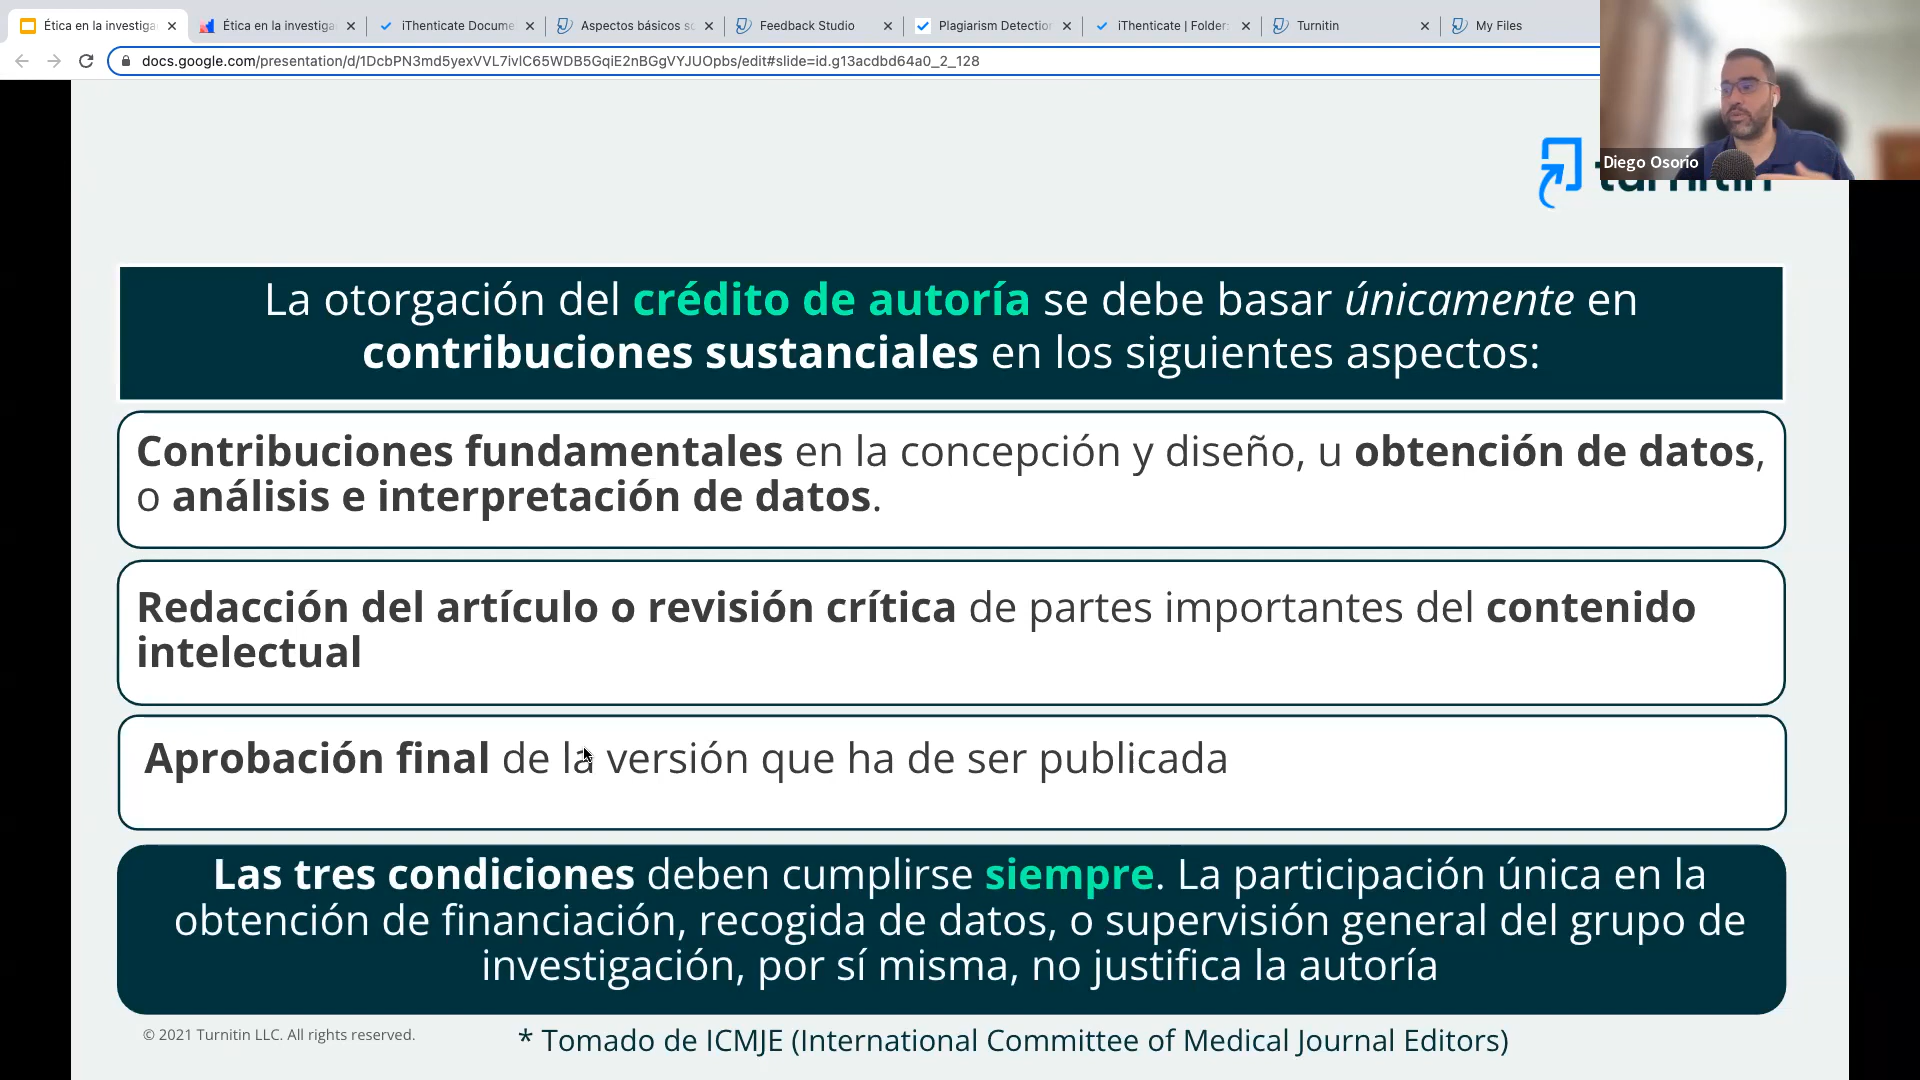 Ética en la investiga
Ética en la investiga
iThenticate Docume
Aspectos básicos so
Feedback Studio
Plagiarism Detectio
iThenticate | Folder:
Turnitin
My Files
docs.google.com/presentation/d/1DcbPN3md5yexVVL7ivlC65WDB5GqiE2nBGgVYJUOpbs/edit#slide=id.g13acdbd64a0_2_128
Diego Osorio
turnitin
La otorgación del crédito de autoría se debe basar únicamente en
contribuciones sustanciales en los siguientes aspectos:
Contribuciones fundamentales en la concepción y diseño, u obtención de datos,
o análisis e interpretación de datos.
Redacción del artículo o revisión crítica de partes importantes del contenido
intelectual
Aprobación final de la versión que ha de ser publicada
Las tres condiciones deben cumplirse siempre. La participación única en la
obtención de financiación, recogida de datos, o supervisión general del grupo de
investigación, por sí misma, no justifica la autoría
© 2021 Turnitin LLC. All rights reserved.
* Tomado de ICMJE (International Committee of Medical Journal Editors)